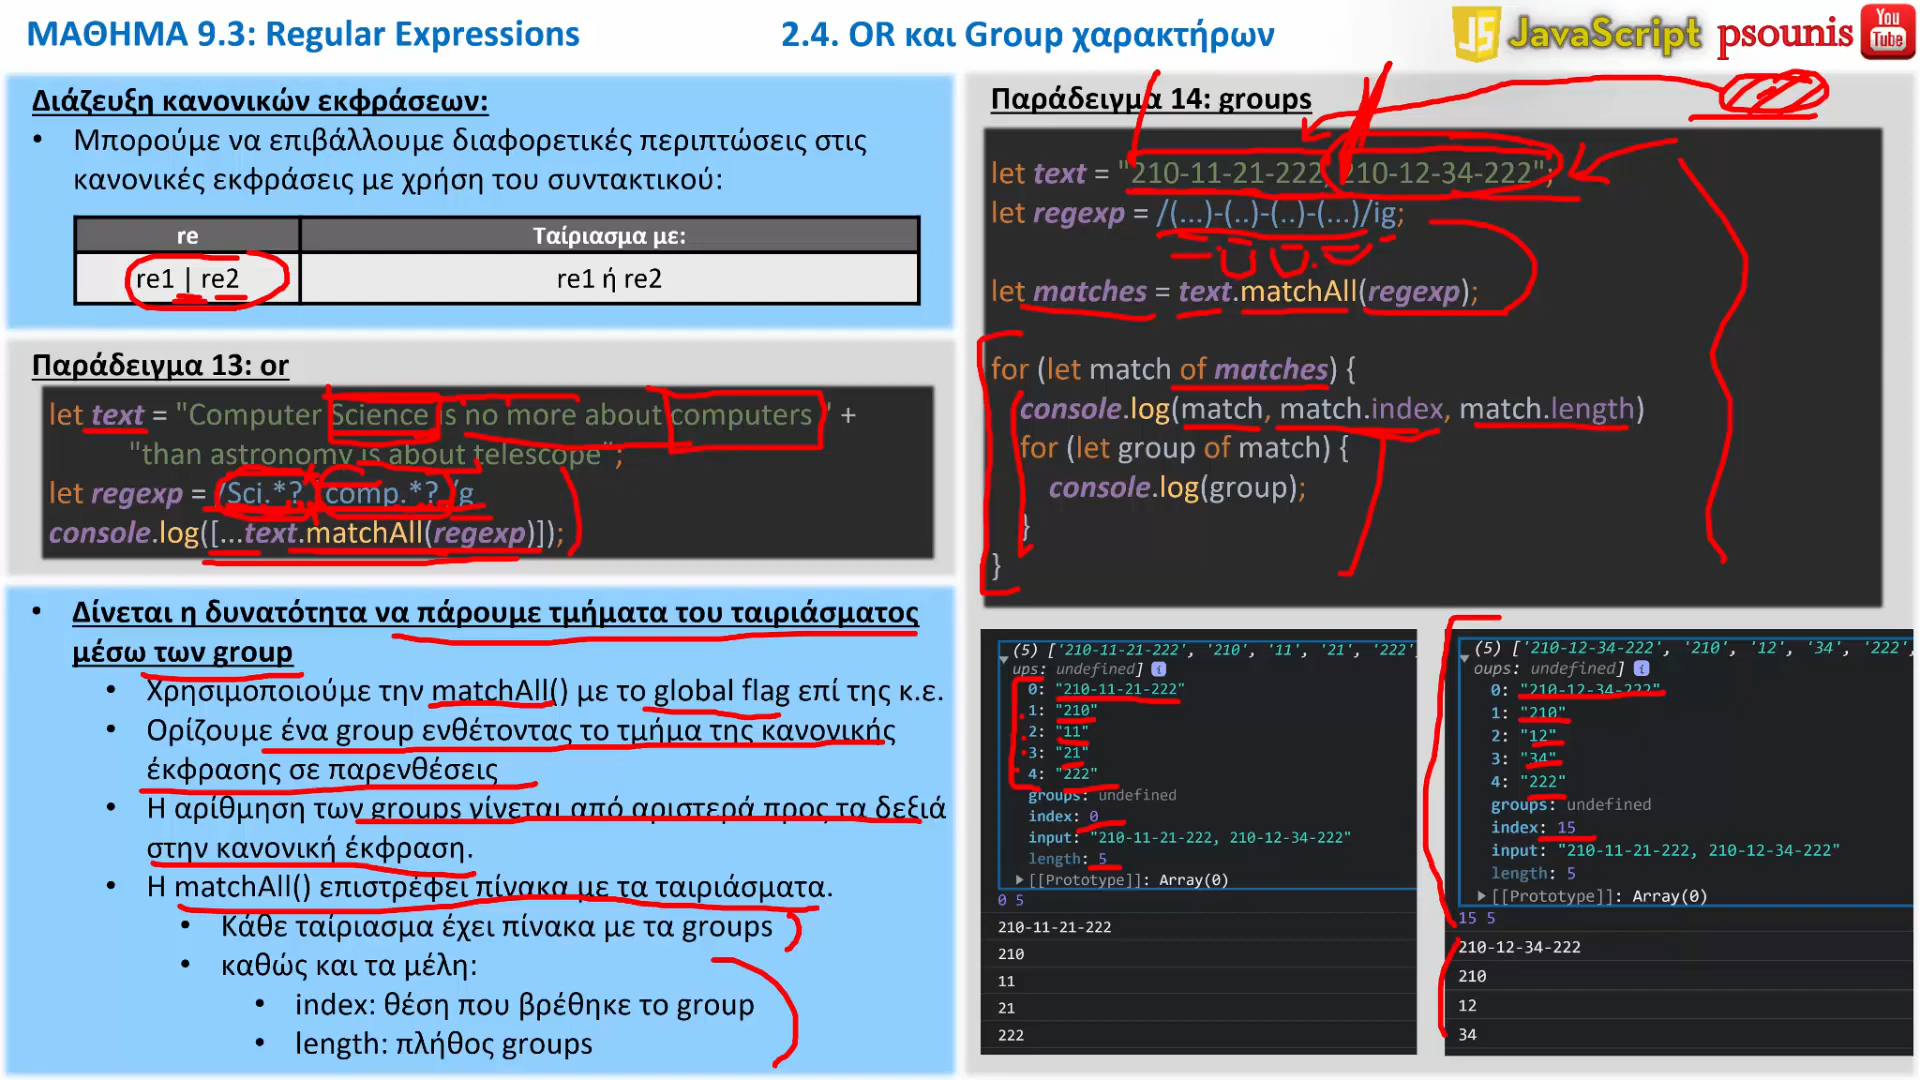 ΜΑΘΗΜΑ 9.3: Regular Expressions
2.4. OR και Group χαρακτήρων
JS JavaScript psounis You Tube
Διάζευξη κανονικών εκφράσεων:
• Μπορούμε να επιβάλλουμε διαφορετικές περιπτώσεις στις
κανονικές εκφράσεις με χρήση του συντακτικού:
re Ταίριασμα με:
re1 | re2 re1 ή re2
Παράδειγμα 13: or
let text = "Computer Science is no more about computers " +
"than astronomy is about telescope";
let regexp = /Sci.*? |comp.*? /g
console.log([...text.matchAll(regexp)]);
• Δίνεται η δυνατότητα να πάρουμε τμήματα του ταιριάσματος
μέσω των group
• Χρησιμοποιούμε την matchAll() με το global flag επί της κ.ε.
• Ορίζουμε ένα group ενθέτοντας το τμήμα της κανονικής
έκφρασης σε παρενθέσεις
• Η αρίθμηση των groups γίνεται από αριστερά προς τα δεξιά
στην κανονική έκφραση.
• Η matchAll() επιστρέφει πίνακα με τα ταιριάσματα.
• Κάθε ταίριασμα έχει πίνακα με τα groups
• καθώς και τα μέλη:
• index: θέση που βρέθηκε το group
• length: πλήθος groups
Παράδειγμα 14: groups
let text = "210-11-21-222, 210-12-34-222";
let regexp = /(...)-(..)-(..)-(...)/ig;
let matches = text.matchAll(regexp);
for (let match of matches) {
console.log(match, match.index, match.length)
for (let group of match) {
console.log(group);
}
}
(5) ['210-11-21-222', '210', '11', '21', '222',
ups: undefined] i
0: "210-11-21-222"
1: "210"
2: "11"
3: "21"
4: "222"
groups: undefined
index: 0
input: "210-11-21-222, 210-12-34-222"
length: 5
[[Prototype]]: Array(0)
0 5
210-11-21-222
210
11
21
222
(5) ['210-12-34-222', '210', '12', '34', '222',
oups: undefined] i
0: "210-12-34-222"
1: "210"
2: "12"
3: "34"
4: "222"
groups: undefined
index: 15
input: "210-11-21-222, 210-12-34-222"
length: 5
[[Prototype]]: Array(0)
15 5
210-12-34-222
210
12
34